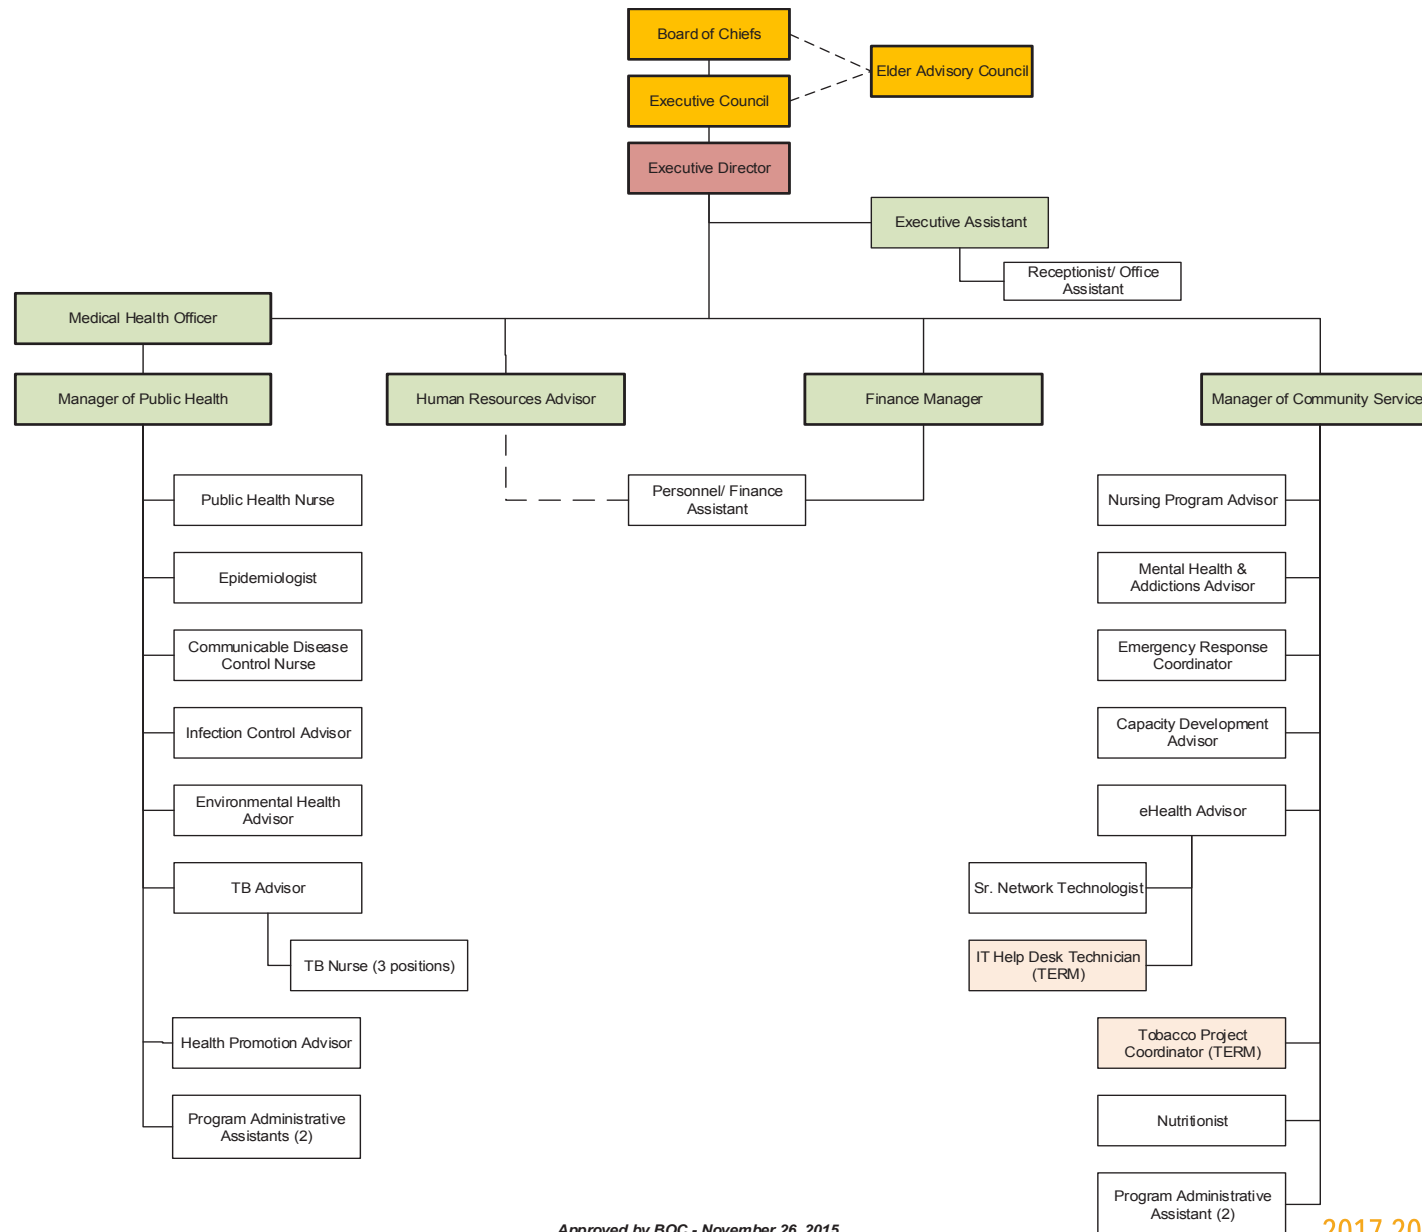 Board of Chiefs
Elder Advisory Council
Executive Council
Executive Director
Executive Assistant
Receptionist/ Office
Assistant
Medical Health Officer
Manager of Public Health
Human Resources Advisor
Finance Manager
Manager of Community Service
Public Health Nurse
Personnel/ Finance
Assistant
Nursing Program Advisor
Epidemiologist
Mental Health &
Addictions Advisor
Communicable Disease
Control Nurse
Emergency Response
Coordinator
Infection Control Advisor
Capacity Development
Advisor
Environmental Health
Advisor
eHealth Advisor
TB Advisor
Sr. Network Technologist
TB Nurse (3 positions)
IT Help Desk Technician
(TERM)
Health Promotion Advisor
Tobacco Project
Coordinator (TERM)
Program Administrative
Assistants (2)
Nutritionist
Program Administrative
Assistant (2)
Approved by BOC - November 26, 2015
2017-20